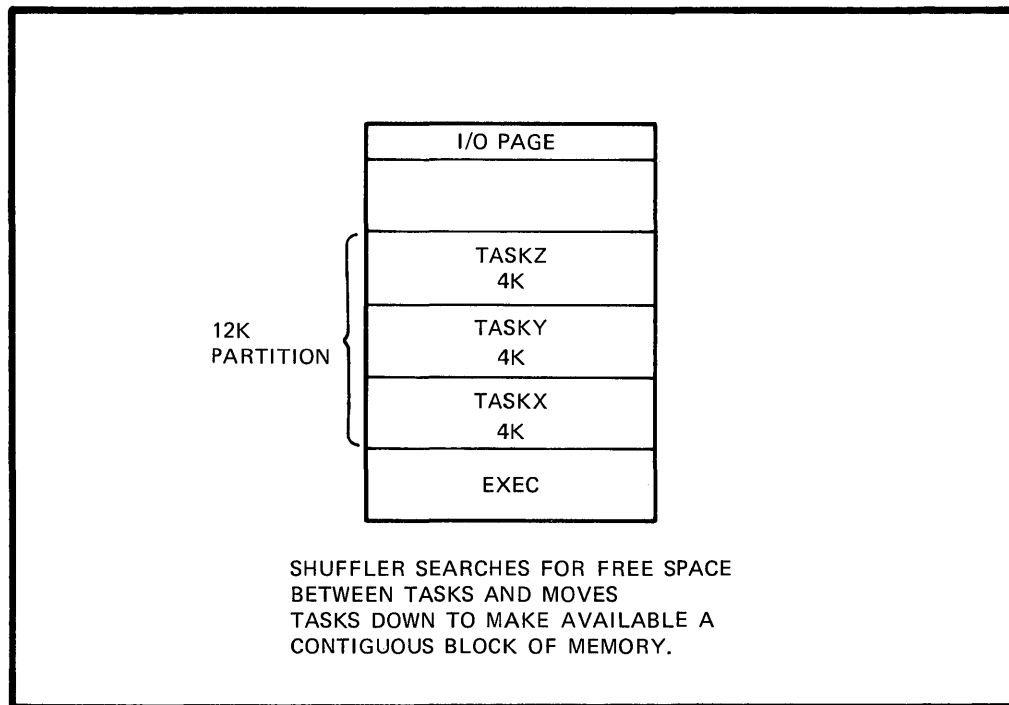 I/O PAGE
TASKZ
4K
12K
PARTITION
TASKY
4K
TASKX
4K
EXEC
SHUFFLER SEARCHES FOR FREE SPACE
BETWEEN TASKS AND MOVES
TASKS DOWN TO MAKE AVAILABLE A
CONTIGUOUS BLOCK OF MEMORY.